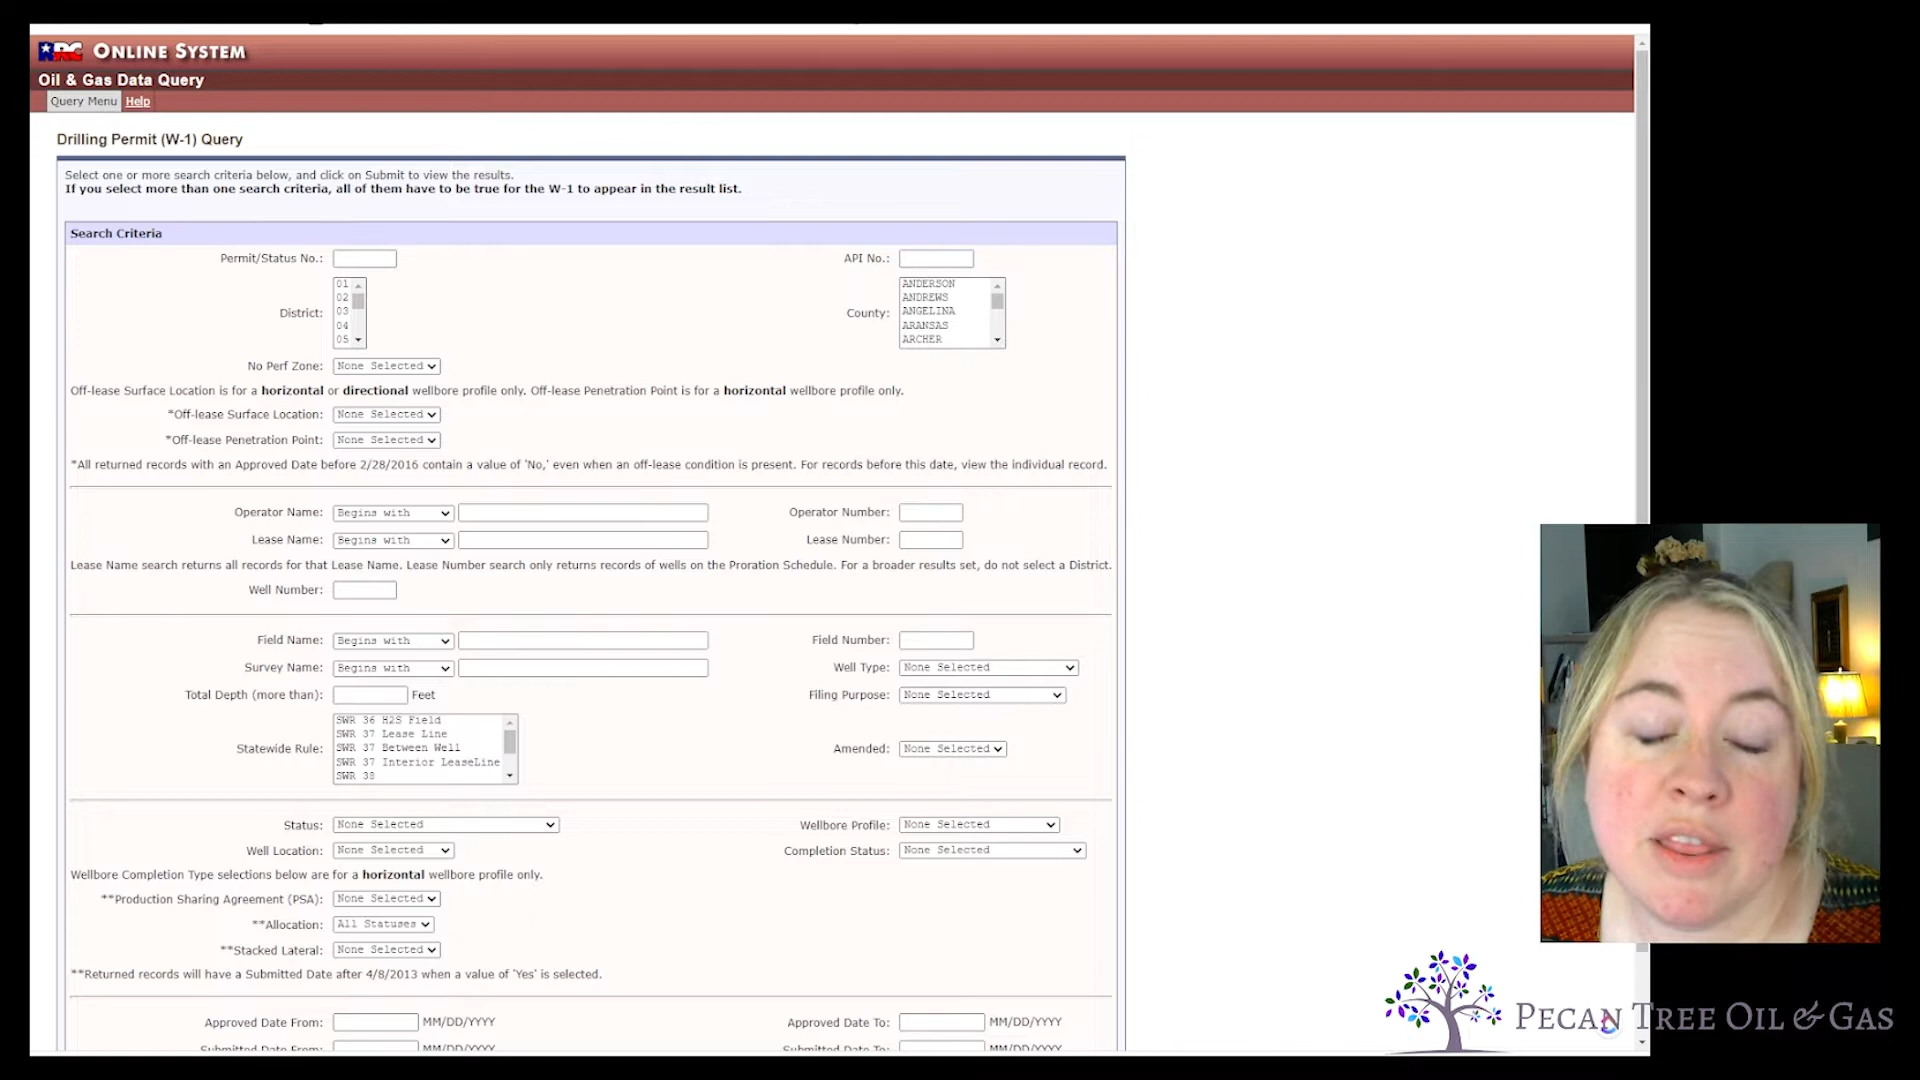 RRC ONLINE SYSTEM
Oil & Gas Data Query
Query Menu Help
Drilling Permit (W-1) Query
Select one or more search criteria below, and click on Submit to view the results.
If you select more than one search criteria, all of them have to be true for the W-1 to appear in the result list.
Search Criteria
Permit/Status No.: API No.:
District: 01 02 03 04 05 County: ANDERSON ANDREWS ANGELINA ARANSAS ARCHER
No Perf Zone: None Selected
Off-lease Surface Location is for a horizontal or directional wellbore profile only. Off-lease Penetration Point is for a horizontal wellbore profile only.
*Off-lease Surface Location: None Selected
*Off-lease Penetration Point: None Selected
*All returned records with an Approved Date before 2/28/2016 contain a value of 'No,' even when an off-lease condition is present. For records before this date, view the individual record.
Operator Name: Begins with Operator Number:
Lease Name: Begins with Lease Number:
Lease Name search returns all records for that Lease Name. Lease Number search only returns records of wells on the Proration Schedule. For a broader results set, do not select a District.
Well Number:
Field Name: Begins with Field Number:
Survey Name: Begins with Well Type: None Selected
Total Depth (more than): Feet Filing Purpose: None Selected
Statewide Rule: SWR 36 H2S Field SWR 37 Lease Line SWR 37 Between Well SWR 37 Interior LeaseLine SWR 38 Amended: None Selected
Status: None Selected Wellbore Profile: None Selected
Well Location: None Selected Completion Status: None Selected
Wellbore Completion Type selections below are for a horizontal wellbore profile only.
**Production Sharing Agreement (PSA): None Selected
**Allocation: All Statuses
**Stacked Lateral: None Selected
**Returned records will have a Submitted Date after 4/8/2013 when a value of 'Yes' is selected.
Approved Date From: MM/DD/YYYY Approved Date To: MM/DD/YYYY
Submitted Date From: MM/DD/YYYY Submitted Date To: MM/DD/YYYY
PECAN TREE OIL & GAS